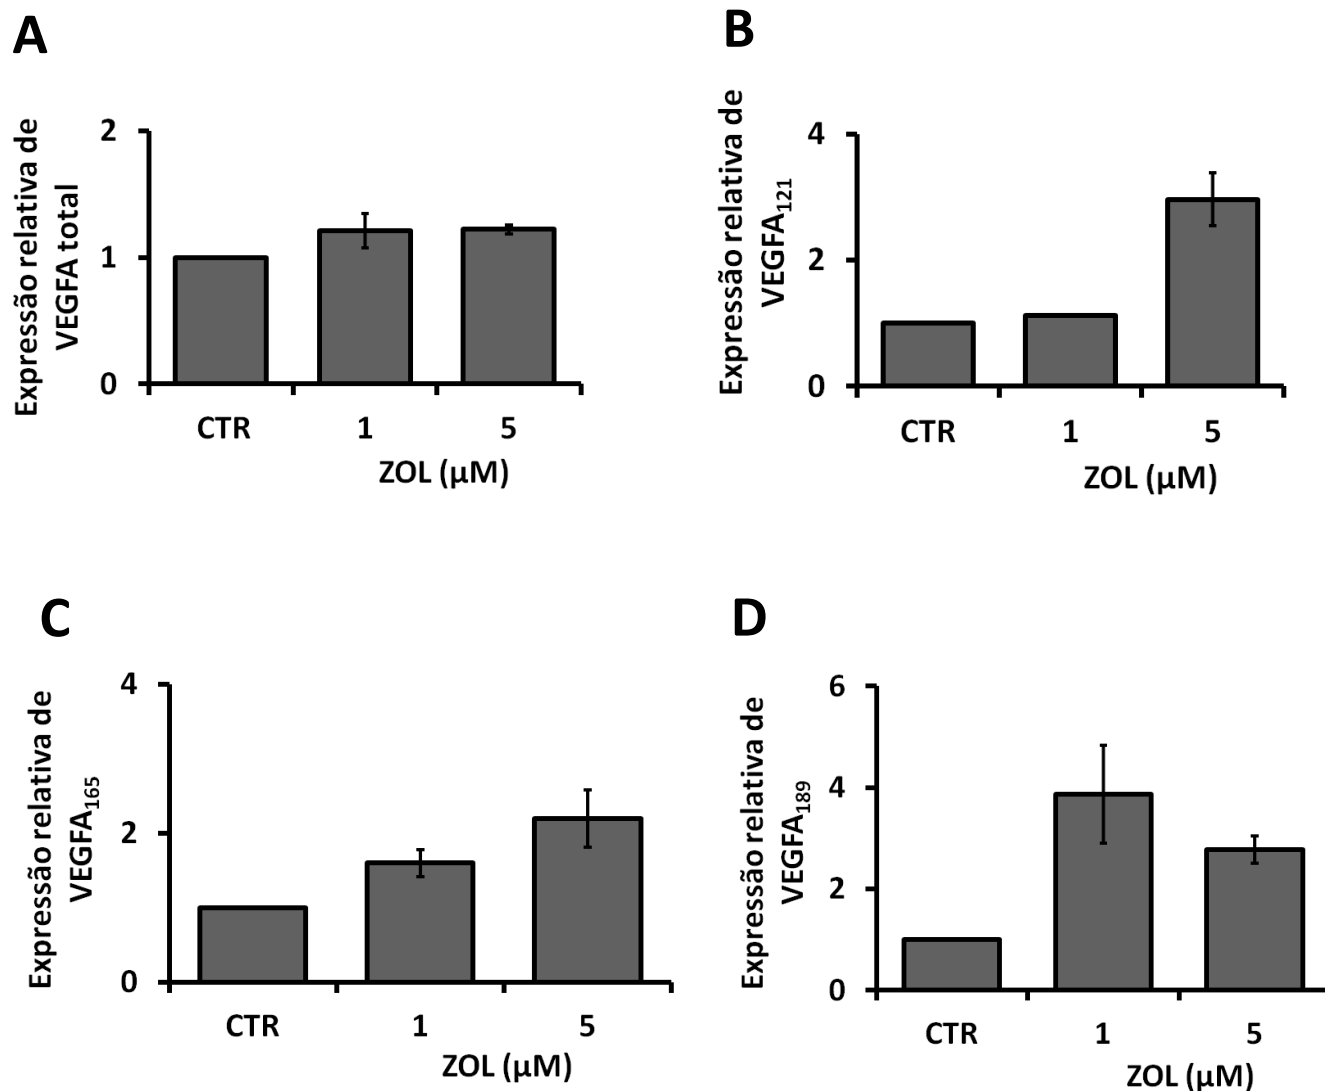 A
Expressão relativa de
VEGFA total
2
1
0
CTR 1 5
ZOL (µM)
B
Expressão relativa de
VEGFA121
4
2
0
CTR 1 5
ZOL (µM)
C
Expressão relativa de
VEGFA165
4
2
0
CTR 1 5
ZOL (µM)
D
Expressão relativa de
VEGFA189
6
4
2
0
CTR 1 5
ZOL (µM)